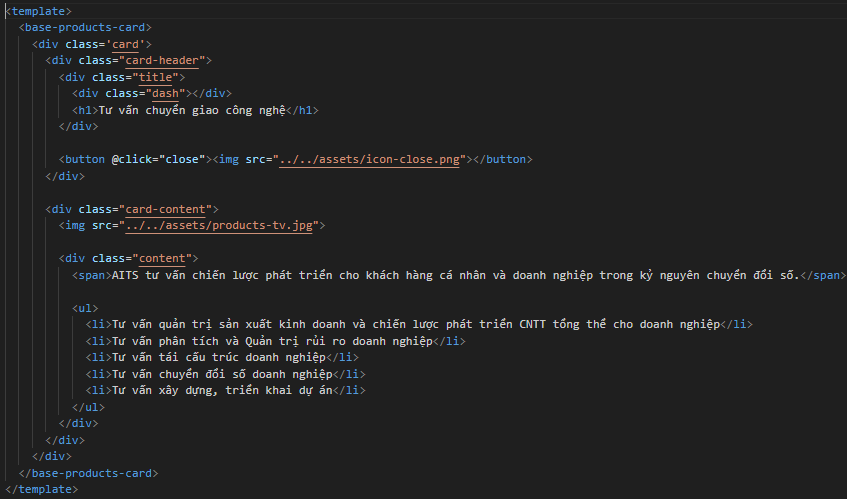 <template>
<base-products-card>
<div class='card'>
<div class="card-header">
<div class="title">
<div class="dash"></div>
<h1>Tư vấn chuyển giao công nghệ</h1>
</div>
<button @click="close"><img src="../../assets/icon-close.png"></button>
</div>
<div class="card-content">
<img src="../../assets/products-tv.jpg">
<div class="content">
<span>AITS tư vấn chiến lược phát triển cho khách hàng cá nhân và doanh nghiệp trong kỷ nguyên chuyển đổi số.</span>
<ul>
<li>Tư vấn quản trị sản xuất kinh doanh và chiến lược phát triển CNTT tổng thể cho doanh nghiệp</li>
<li>Tư vấn phân tích và Quản trị rủi ro doanh nghiệp</li>
<li>Tư vấn tái cấu trúc doanh nghiệp</li>
<li>Tư vấn chuyển đổi số doanh nghiệp</li>
<li>Tư vấn xây dựng, triển khai dự án</li>
</ul>
</div>
</div>
</div>
</base-products-card>
</template>